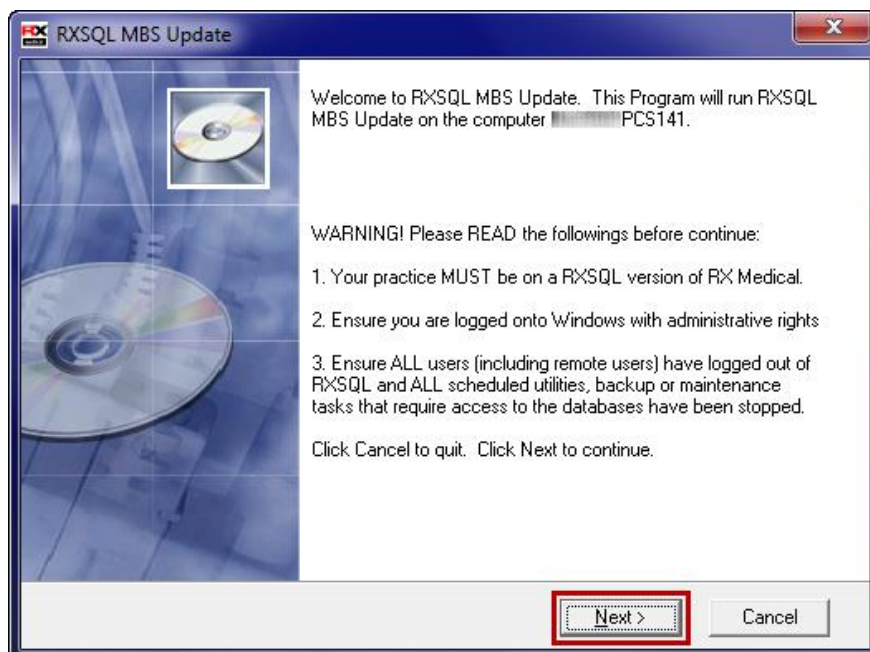 RX RXSQL MBS Update
Welcome to RXSQL MBS Update. This Program will run RXSQL
MBS Update on the computer PCS141.
WARNING! Please READ the followings before continue:
1. Your practice MUST be on a RXSQL version of RX Medical.
2. Ensure you are logged onto Windows with administrative rights
3. Ensure ALL users (including remote users) have logged out of
RXSQL and ALL scheduled utilities, backup or maintenance
tasks that require access to the databases have been stopped.
Click Cancel to quit. Click Next to continue.
Next > Cancel